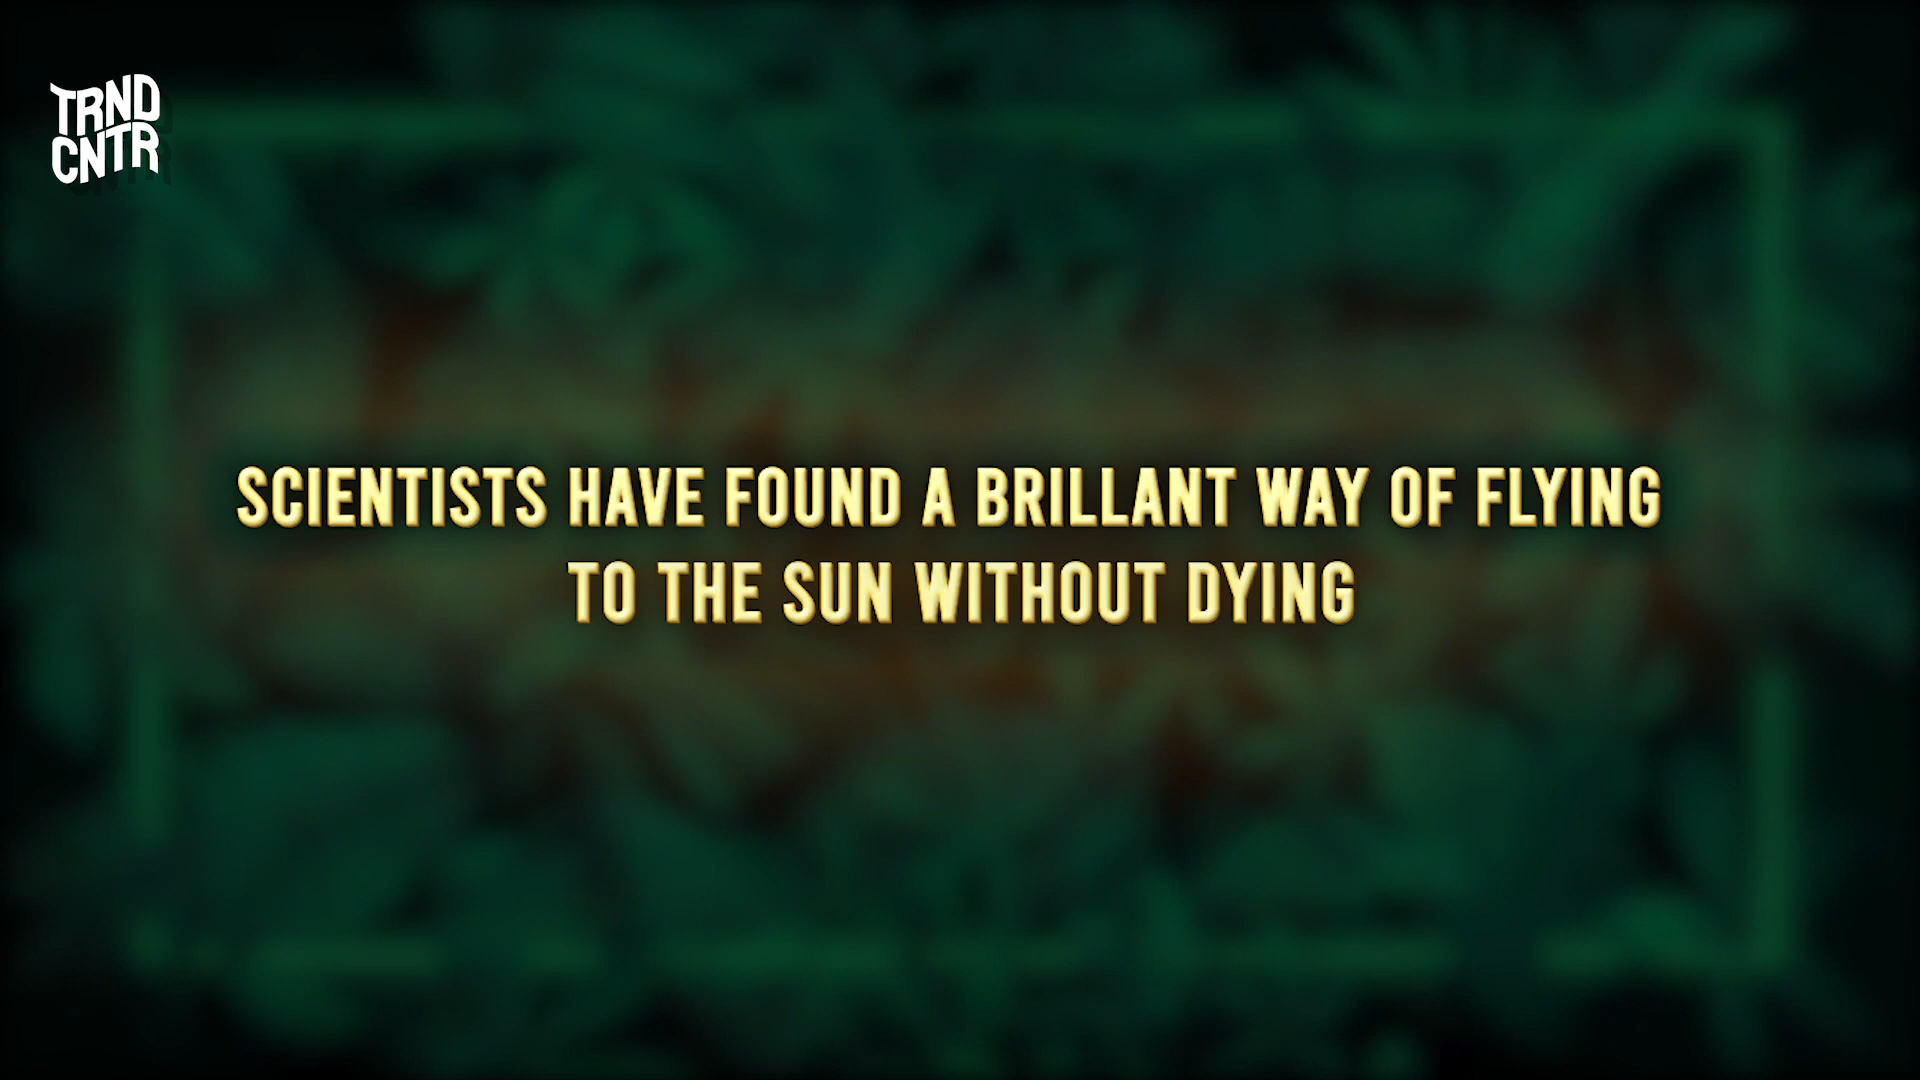 TRND
CNTR
SCIENTISTS HAVE FOUND A BRILLANT WAY OF FLYING
TO THE SUN WITHOUT DYING